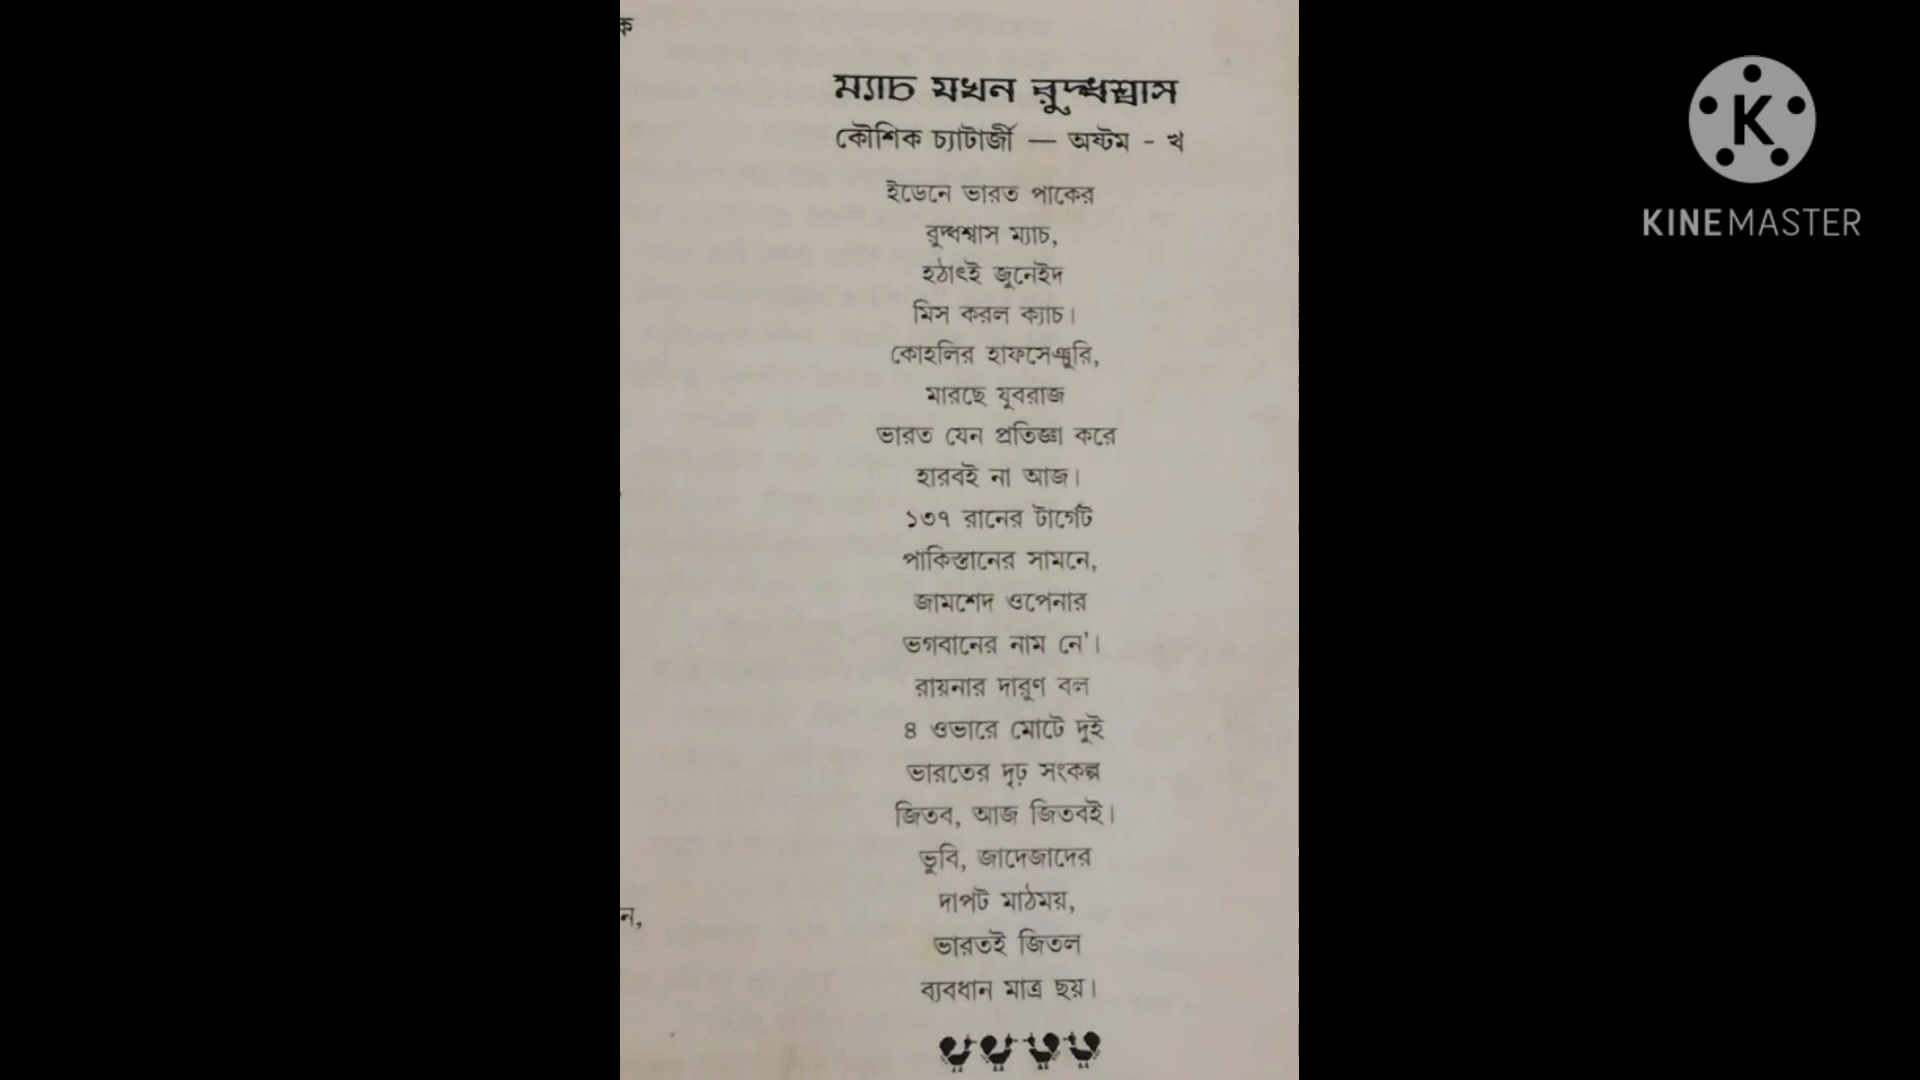 ক
ম্যাচ যখন রুদ্ধশ্বাস
কৌশিক চ্যাটার্জী — অষ্টম - খ
ইডেনে ভারত পাকের
রুদ্ধশ্বাস ম্যাচ,
হঠাৎই জুনেইদ
মিস করল ক্যাচ।
কোহলির হাফসেঞ্চুরি,
মারছে যুবরাজ
ভারত যেন প্রতিজ্ঞা করে
হারবই না আজ।
১৩৭ রানের টার্গেট
পাকিস্তানের সামনে,
জামশেদ ওপেনার
ভগবানের নাম নে'।
রায়নার দারুণ বল
৪ ওভারে মোটে দুই
ভারতের দৃঢ় সংকল্প
জিতব, আজ জিতবই।
ভুবি, জাদেজাদের
দাপট মাঠময়,
ন,
ভারতই জিতল
ব্যবধান মাত্র ছয়।
K
KINEMASTER